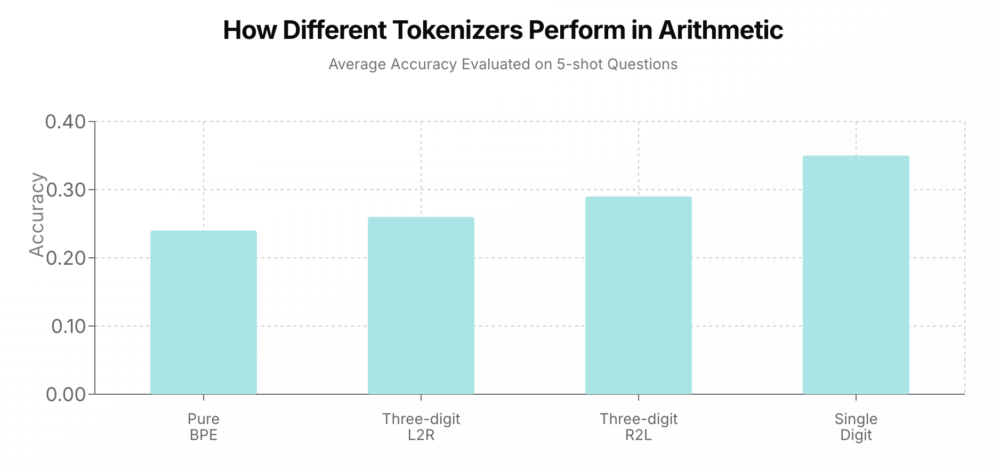 How Different Tokenizers Perform in Arithmetic
Average Accuracy Evaluated on 5-shot Questions
Accuracy
0.40
0.30
0.20
0.10
0.00
Pure
BPE
Three-digit
L2R
Three-digit
R2L
Single
Digit